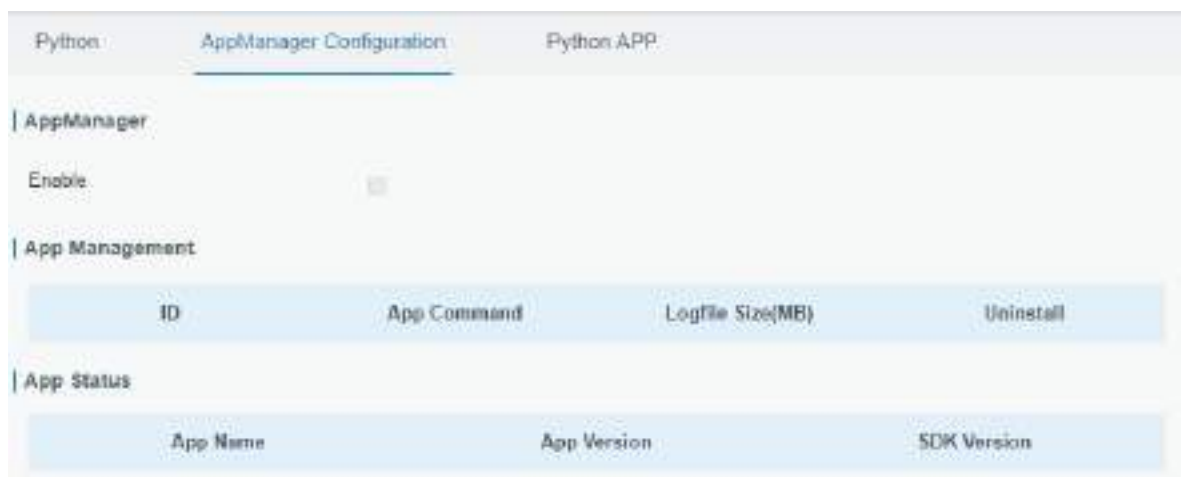 Python AppManager Configuration Python APP
AppManager
Enable
App Management
ID App Command Logfile Size(MB) Uninstall
App Status
App Name App Version SDK Version